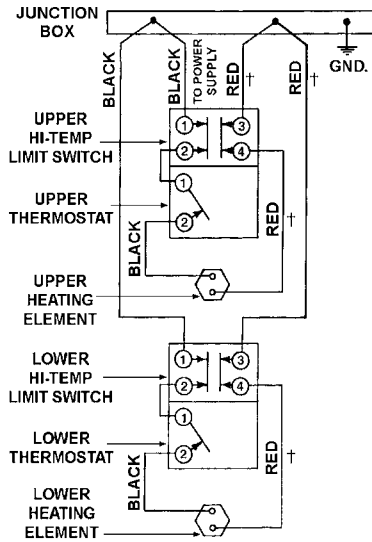 JUNCTION
BOX
GND.
BLACK
BLACK
TO POWER
SUPPLY
RED
†
RED
†
UPPER
HI-TEMP
LIMIT SWITCH
1
3
2
4
UPPER
THERMOSTAT
1
2
BLACK
RED
†
UPPER
HEATING
ELEMENT
LOWER
HI-TEMP
LIMIT SWITCH
1
3
2
4
LOWER
THERMOSTAT
1
2
BLACK
RED
†
LOWER
HEATING
ELEMENT